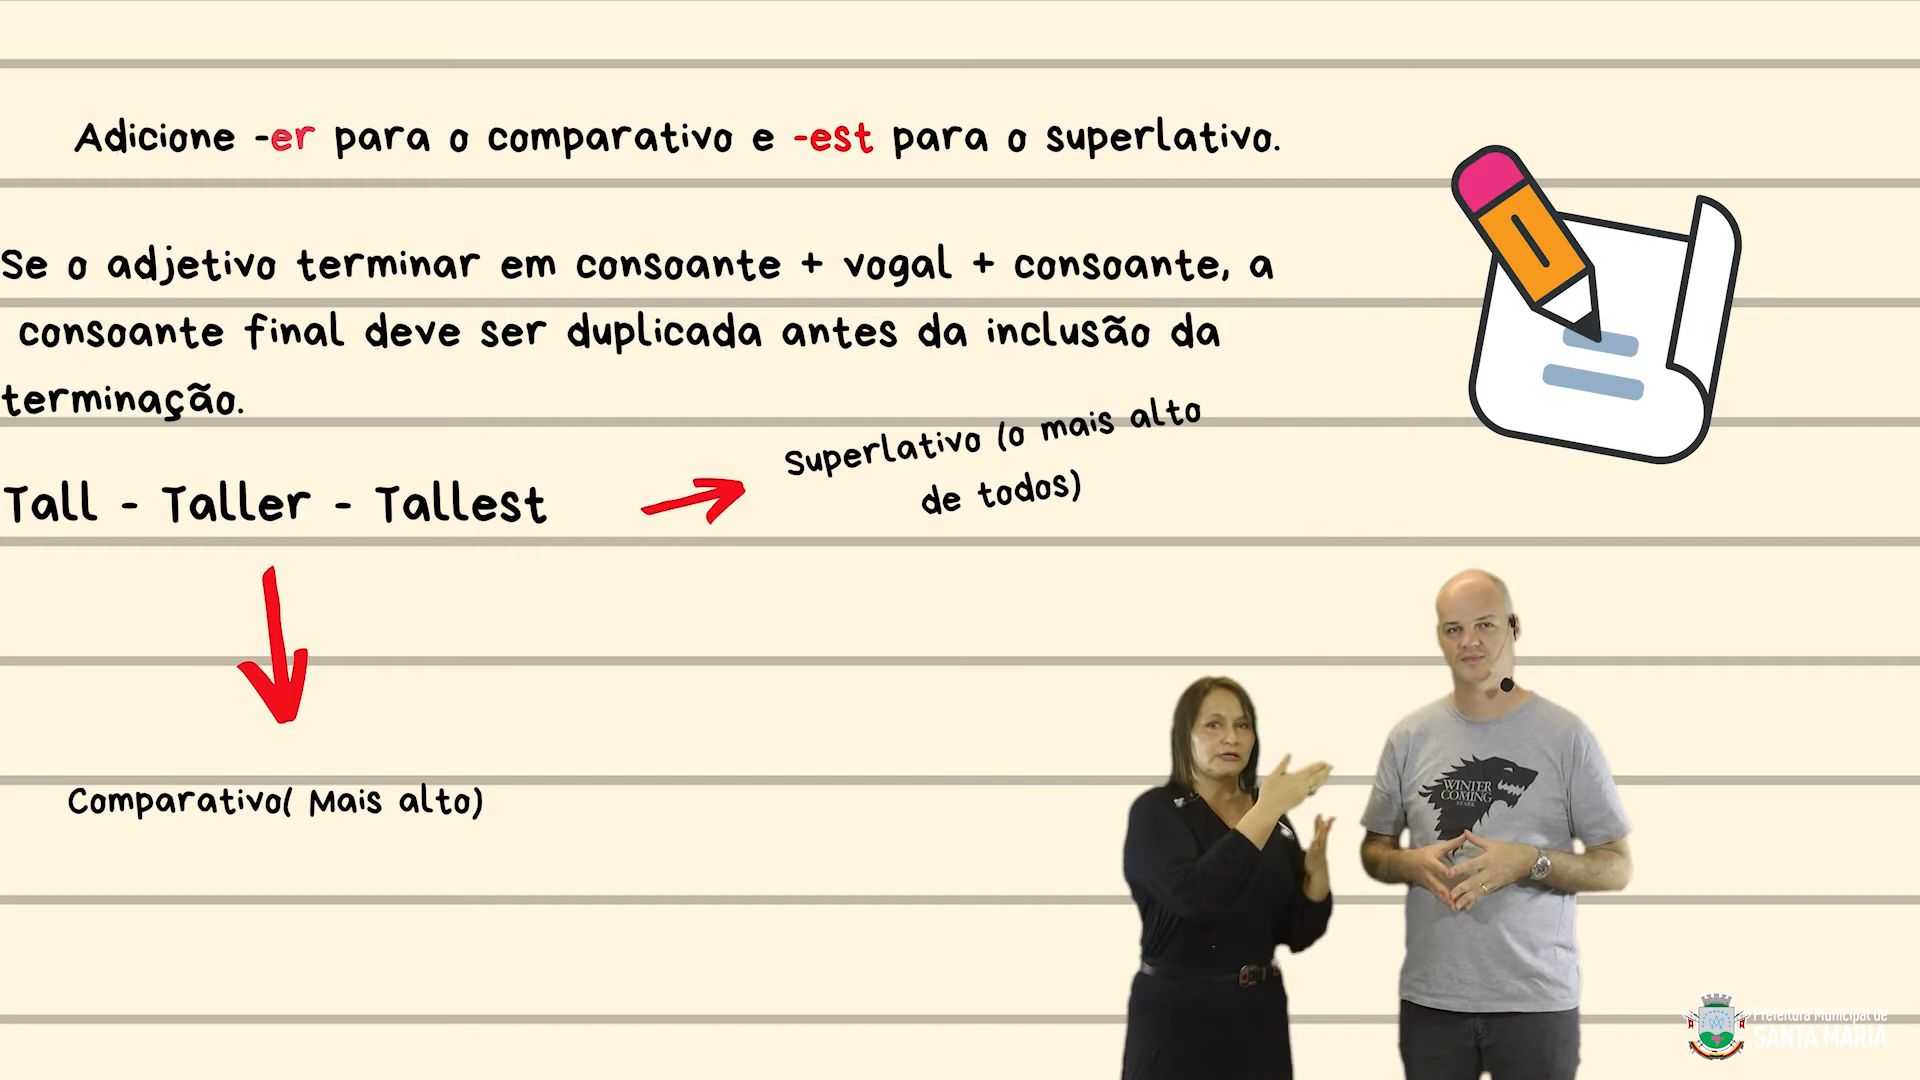 Adicione -er para o comparativo e -est para o superlativo.
Se o adjetivo terminar em consoante + vogal + consoante, a
consoante final deve ser duplicada antes da inclusão da
terminação.
Superlativo (o mais alto
de todos)
Tall - Taller - Tallest
Comparativo( Mais alto)
WINTER
COMING
STARK
Prefeitura Municipal de
SANTA MARIA